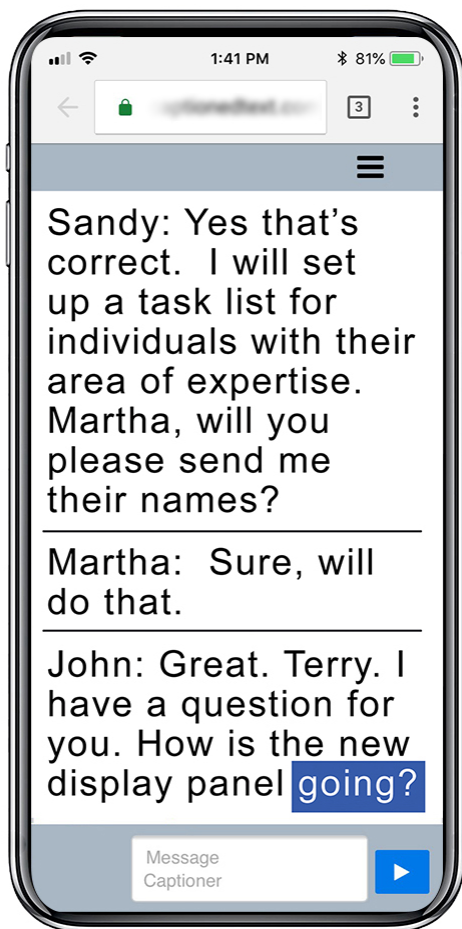 1:41 PM
81%
3
Sandy: Yes that’s
correct.  I will set
up a task list for
individuals with their
area of expertise.
Martha, will you
please send me
their names?
Martha:  Sure, will
do that.
John: Great. Terry. I
have a question for
you. How is the new
display panel going?
Message
Captioner